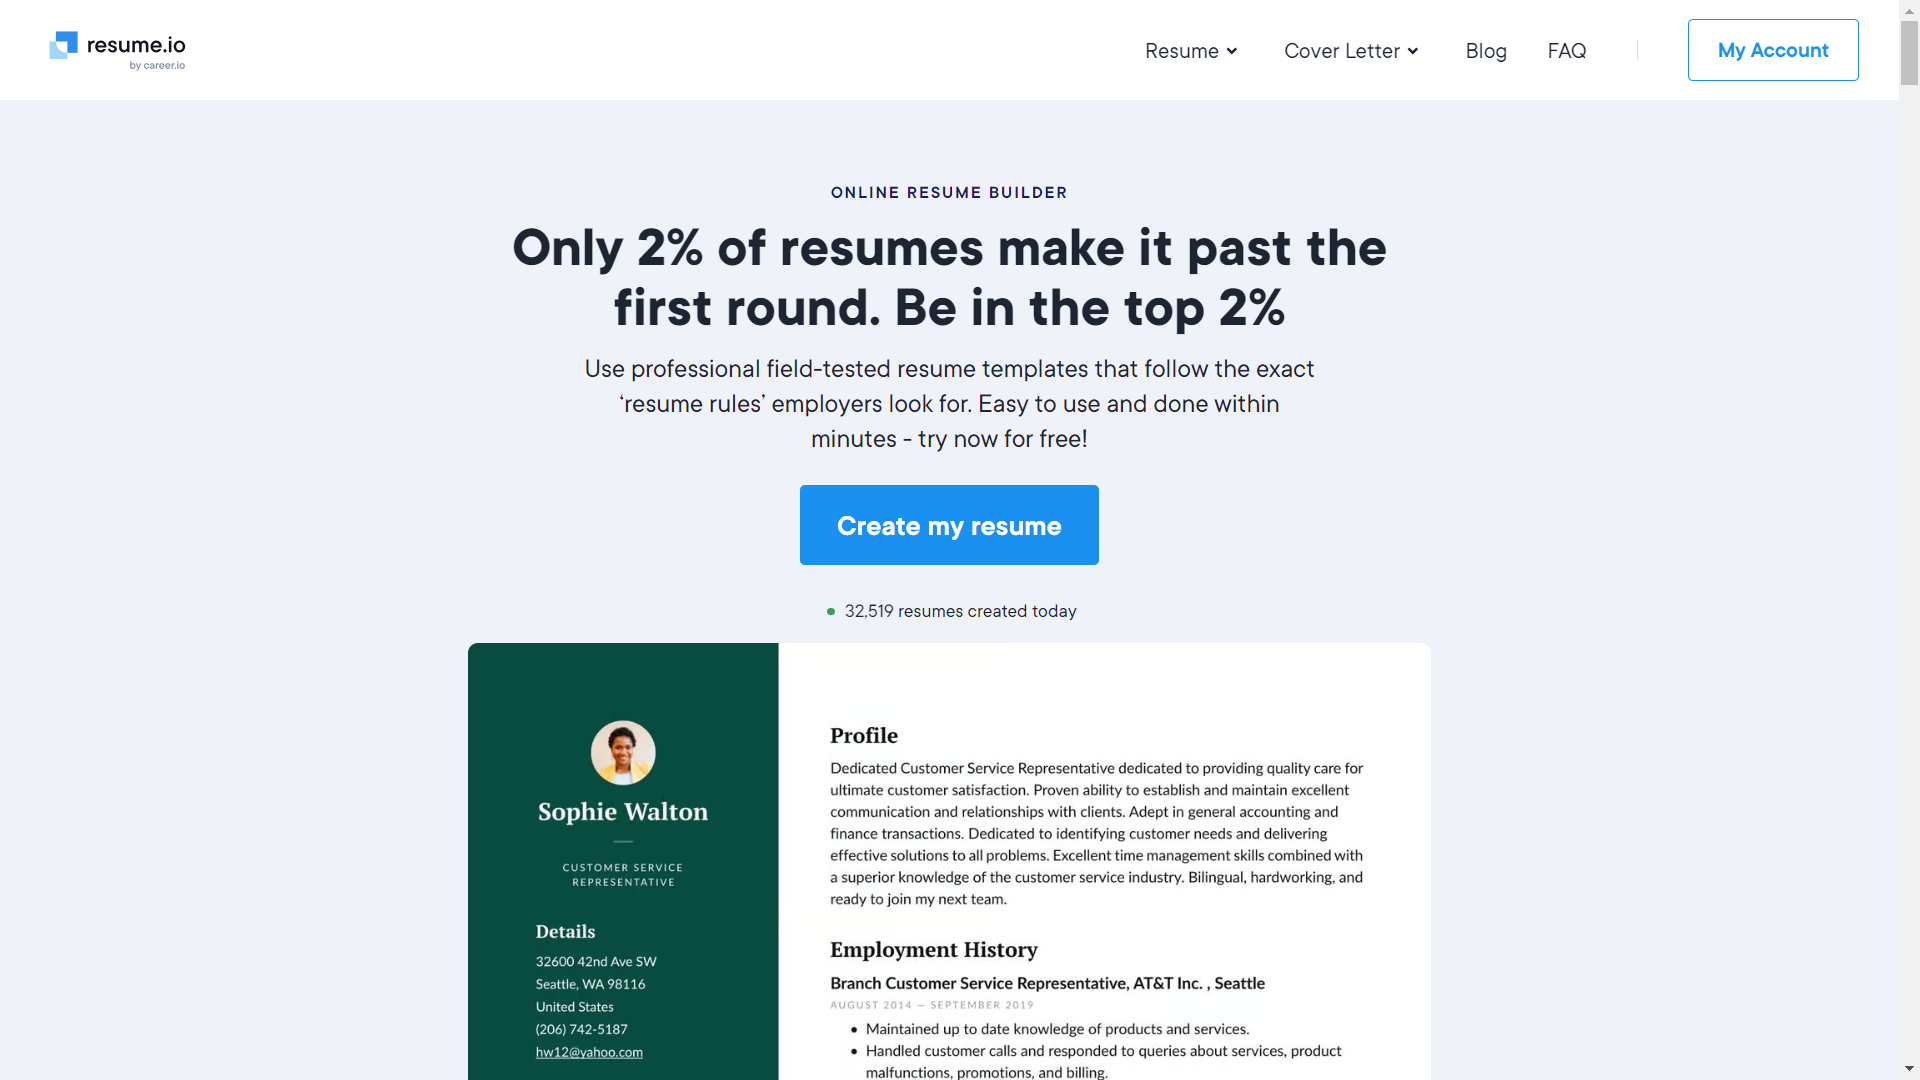 resume.io
by career.io
Resume
Cover Letter
Blog
FAQ
My Account
ONLINE RESUME BUILDER
Only 2% of resumes make it past the
first round. Be in the top 2%
Use professional field-tested resume templates that follow the exact
‘resume rules’ employers look for. Easy to use and done within
minutes - try now for free!
Create my resume
32,519 resumes created today
Sophie Walton
CUSTOMER SERVICE
REPRESENTATIVE
Details
32600 42nd Ave SW
Seattle, WA 98116
United States
(206) 742-5187
hw12@yahoo.com
Profile
Dedicated Customer Service Representative dedicated to providing quality care for
ultimate customer satisfaction. Proven ability to establish and maintain excellent
communication and relationships with clients. Adept in general accounting and
finance transactions. Dedicated to identifying customer needs and delivering
effective solutions to all problems. Excellent time management skills combined with
a superior knowledge of the customer service industry. Bilingual, hardworking, and
ready to join my next team.
Employment History
Branch Customer Service Representative, AT&T Inc. , Seattle
AUGUST 2014 — SEPTEMBER 2019
• Maintained up to date knowledge of products and services.
• Handled customer calls and responded to queries about services, product
malfunctions, promotions, and billing.